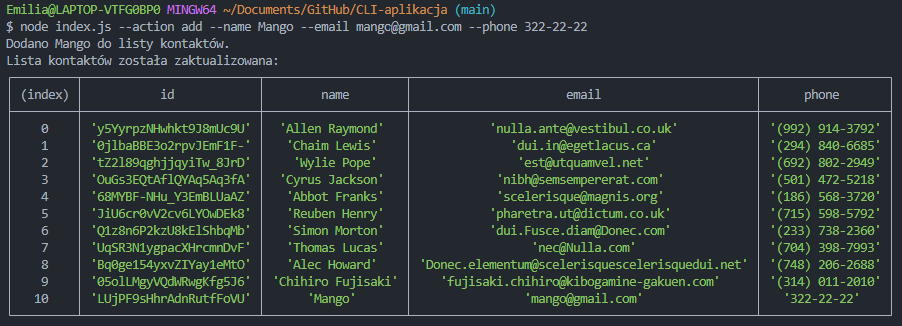 Emilia@LAPTOP-VTFG0BP0 MINGW64 ~/Documents/GitHub/CLI-aplikacja (main)
$ node index.js --action add --name Mango --email mango@gmail.com --phone 322-22-22
Dodano Mango do listy kontaktów.
Lista kontaktów została zaktualizowana:
(index) id name email phone
0 'y5YyrpzNHwhkt9J8mUc9U' 'Allen Raymond' 'nulla.ante@vestibul.co.uk' '(992) 914-3792'
1 '0jlbaBBE3o2rpvJEmF1F-' 'Chaim Lewis' 'dui.in@egetlacus.ca' '(294) 840-6685'
2 'tZ2l89qghjjqyiTw_8JrD' 'Wylie Pope' 'est@utquamvel.net' '(692) 802-2949'
3 'OuGs3EQtAflQYAq5Aq3fA' 'Cyrus Jackson' 'nibh@semsempererat.com' '(501) 472-5218'
4 '68MYBF-NHu_Y3EmBLUaAZ' 'Abbot Franks' 'scelerisque@magnis.org' '(186) 568-3720'
5 'JiU6cr0vV2cv6LYOwDEk8' 'Reuben Henry' 'pharetra.ut@dictum.co.uk' '(715) 598-5792'
6 'Q1z8n6P2kzU8kElShbqMb' 'Simon Morton' 'dui.Fusce.diam@Donec.com' '(233) 738-2360'
7 'UqSR3N1ygpacXHrcmnDvF' 'Thomas Lucas' 'nec@Nulla.com' '(704) 398-7993'
8 'Bq0ge154yxvZIYay1eMtO' 'Alec Howard' 'Donec.elementum@scelerisquescelerisquedui.net' '(748) 206-2688'
9 '05olLMgyVQdWRwgKfg5J6' 'Chihiro Fujisaki' 'fujisaki.chihiro@kibogamine-gakuen.com' '(314) 011-2010'
10 'LUjPF9sHhrAdnRutfFoVU' 'Mango' 'mango@gmail.com' '322-22-22'